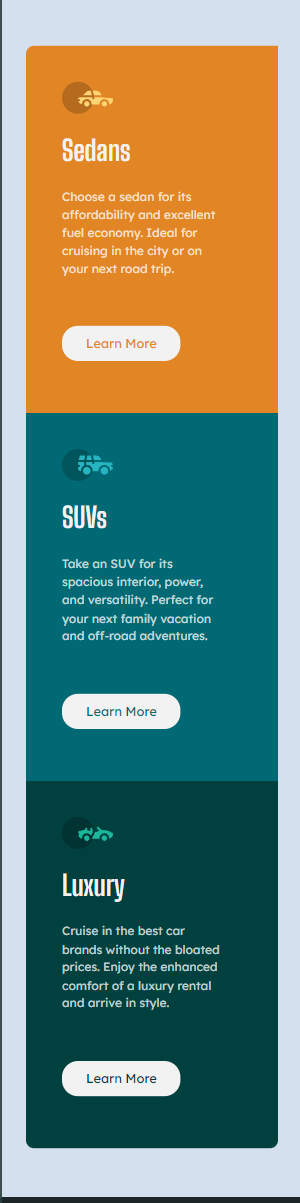 Sedans
Choose a sedan for its
affordability and excellent
fuel economy. Ideal for
cruising in the city or on
your next road trip.
Learn More
SUVs
Take an SUV for its
spacious interior, power,
and versatility. Perfect for
your next family vacation
and off-road adventures.
Learn More
Luxury
Cruise in the best car
brands without the bloated
prices. Enjoy the enhanced
comfort of a luxury rental
and arrive in style.
Learn More